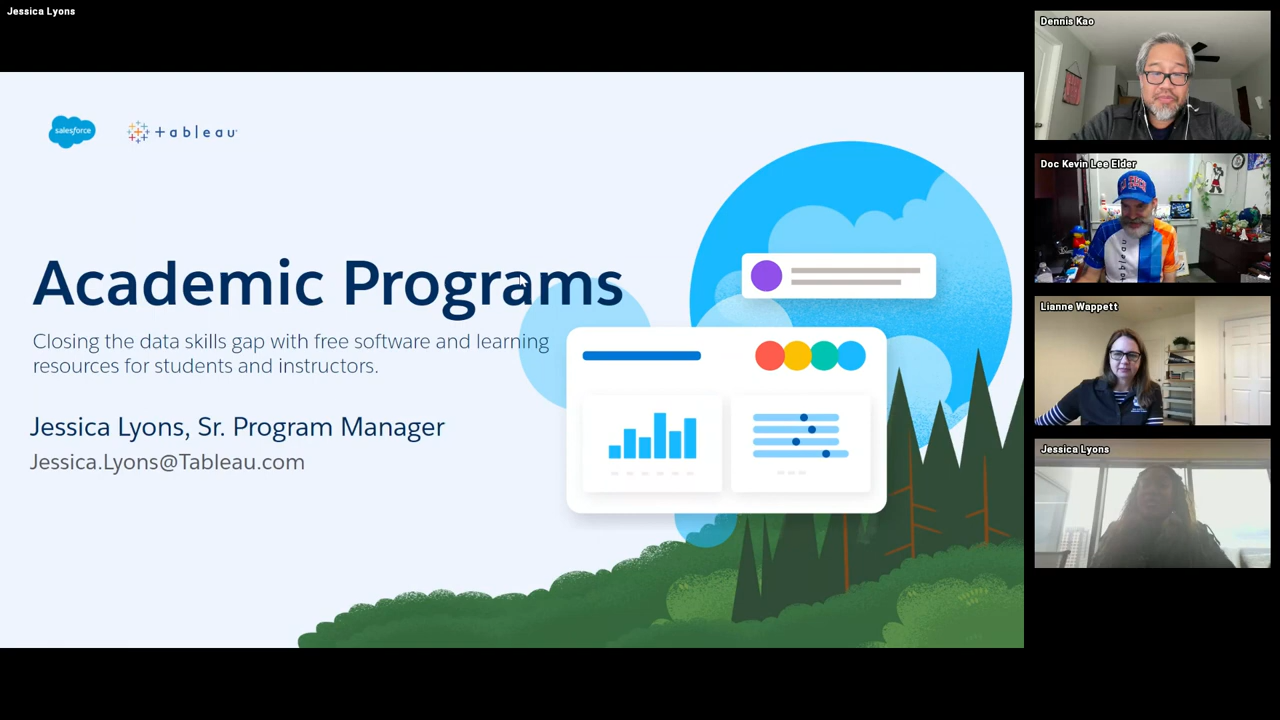 Jessica Lyons
salesforce
+ableau
Academic Programs
Closing the data skills gap with free software and learning
resources for students and instructors.
Jessica Lyons, Sr. Program Manager
Jessica.Lyons@Tableau.com
Dennis Kao
Doc Kevin Lee Elder
Lianne Wappett
Jessica Lyons